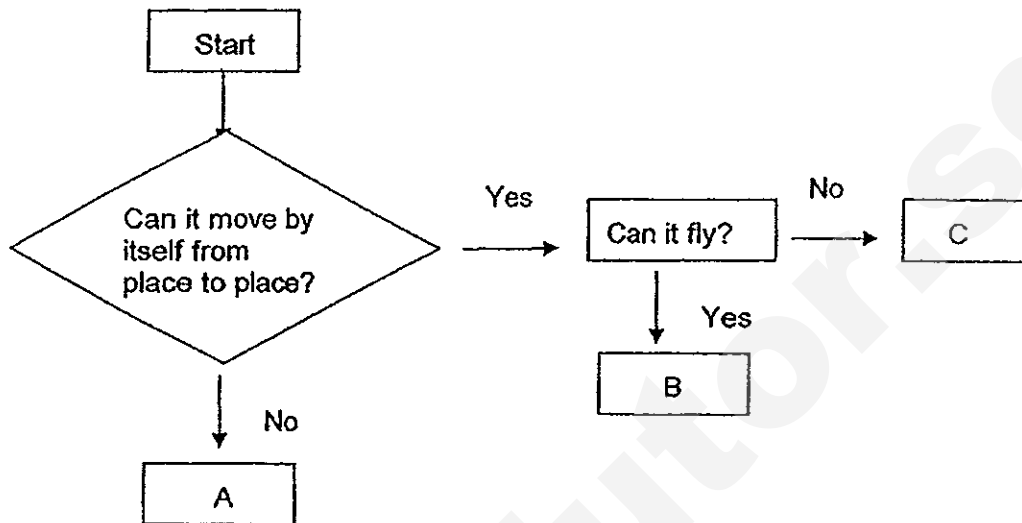 Start
Can it move by
itself from
place to place?
Yes
Can it fly?
No
C
Yes
B
No
A